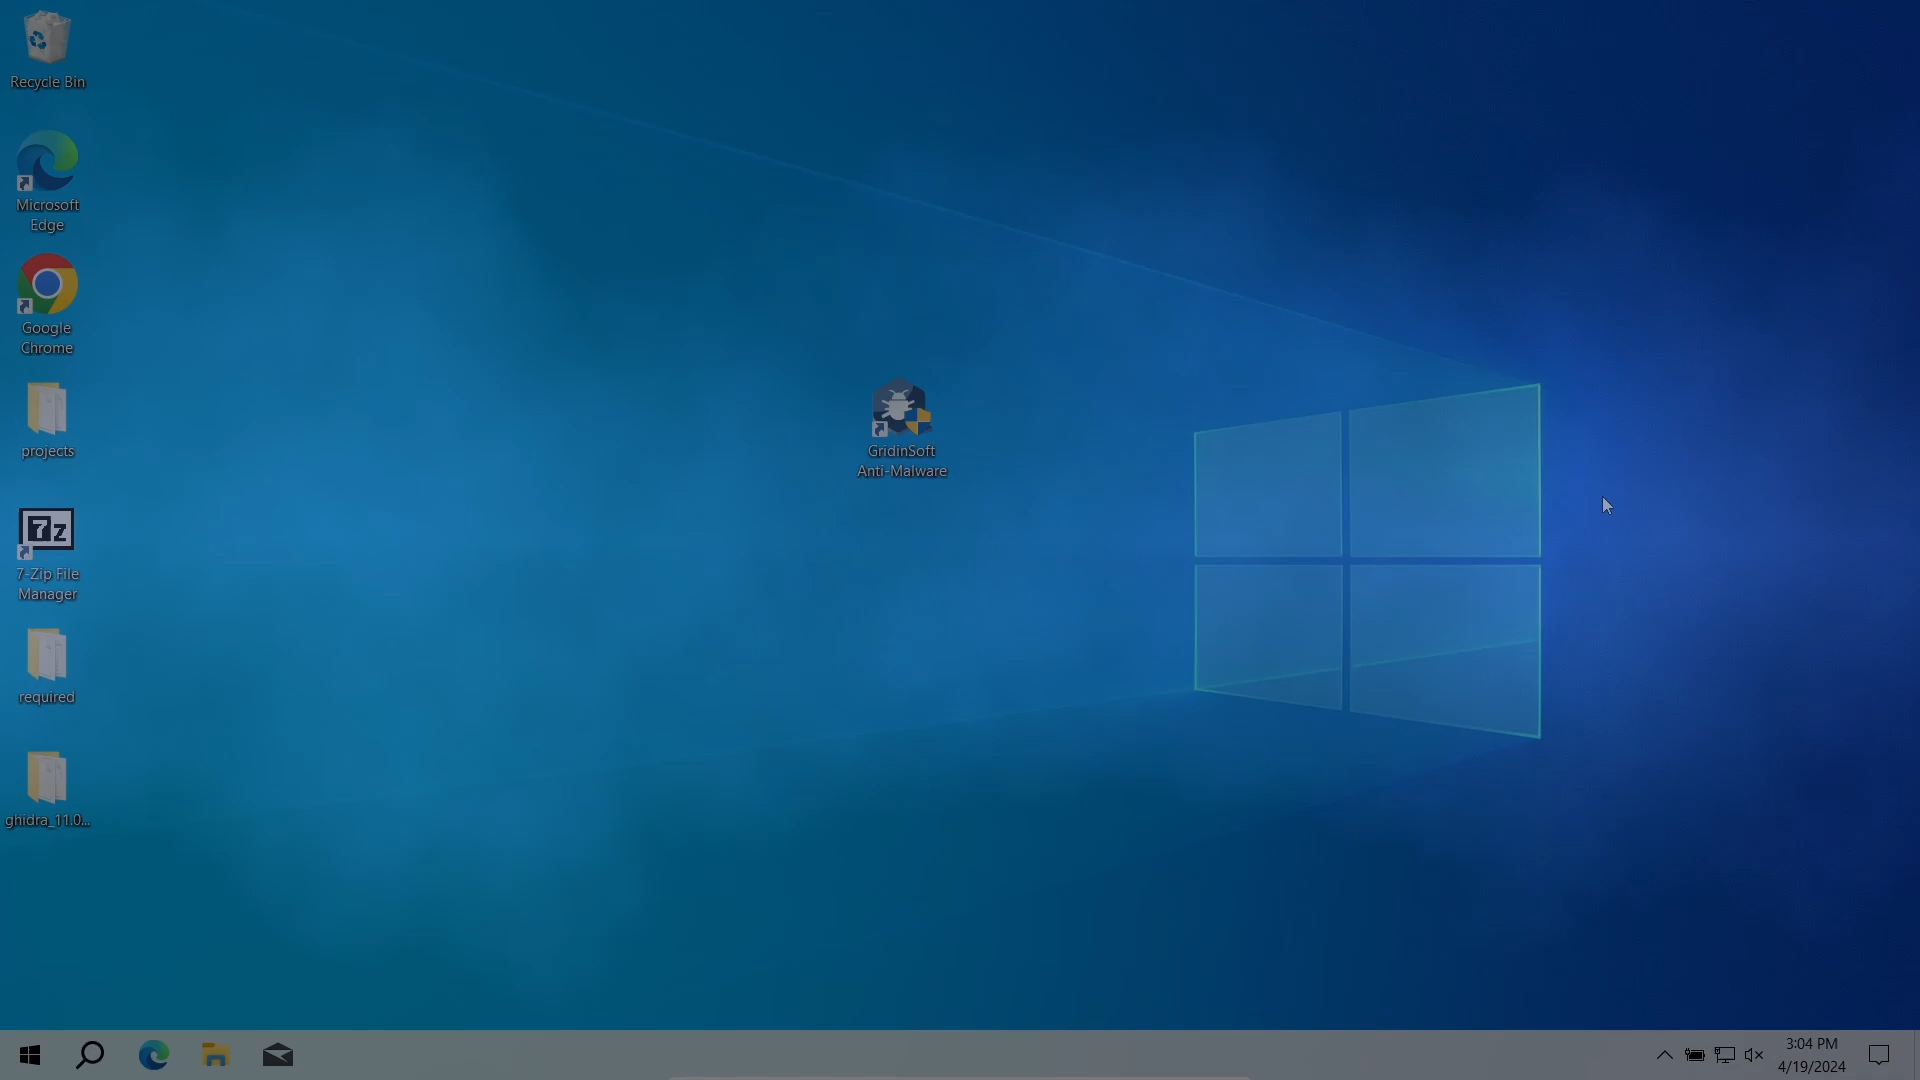 Recycle Bin
Microsoft
Edge
Google
Chrome
projects
7z
7-Zip File
Manager
required
ghidra_11.0...
GridinSoft
Anti-Malware
3:04 PM
4/19/2024